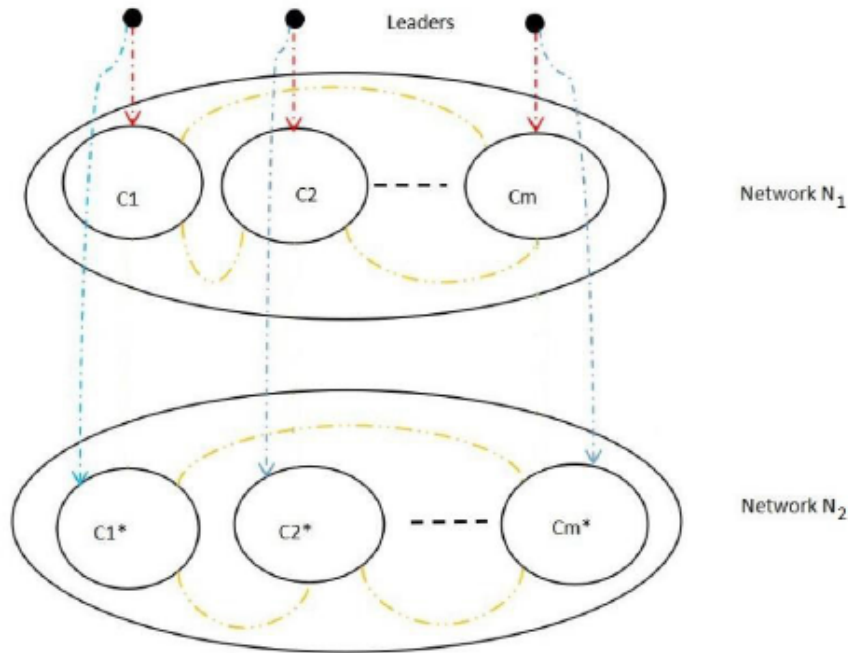 Leaders
C1
C2
Cm
Network N1
C1*
C2*
Cm*
Network N2